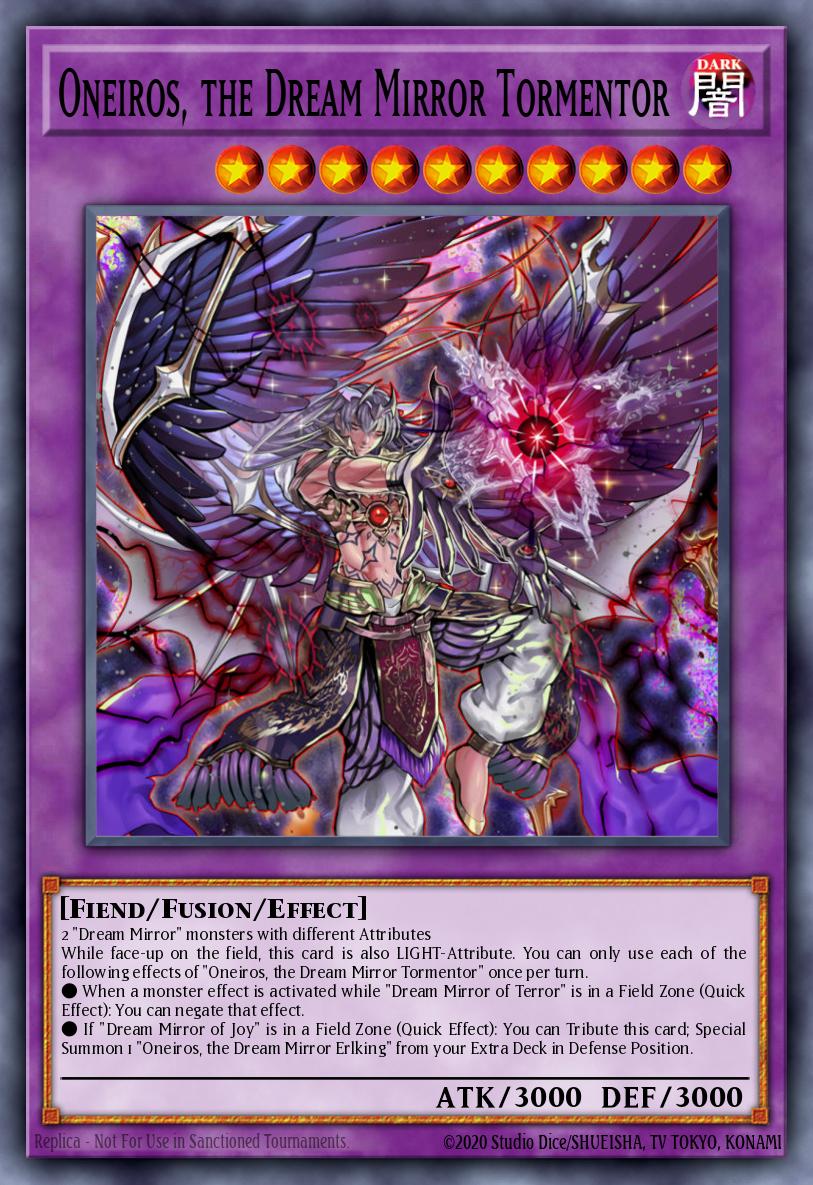 ONEIROS, THE DREAM MIRROR TORMENTOR
DARK
闇
[FIEND/FUSION/EFFECT]
2 "Dream Mirror" monsters with different Attributes
While face-up on the field, this card is also LIGHT-Attribute. You can only use each of the
following effects of "Oneiros, the Dream Mirror Tormentor" once per turn.
● When a monster effect is activated while "Dream Mirror of Terror" is in a Field Zone (Quick
Effect): You can negate that effect.
● If "Dream Mirror of Joy" is in a Field Zone (Quick Effect): You can Tribute this card; Special
Summon 1 "Oneiros, the Dream Mirror Erlking" from your Extra Deck in Defense Position.
ATK/3000 DEF/3000
Replica - Not For Use in Sanctioned Tournaments.
©2020 Studio Dice/SHUEISHA, TV TOKYO, KONAMI